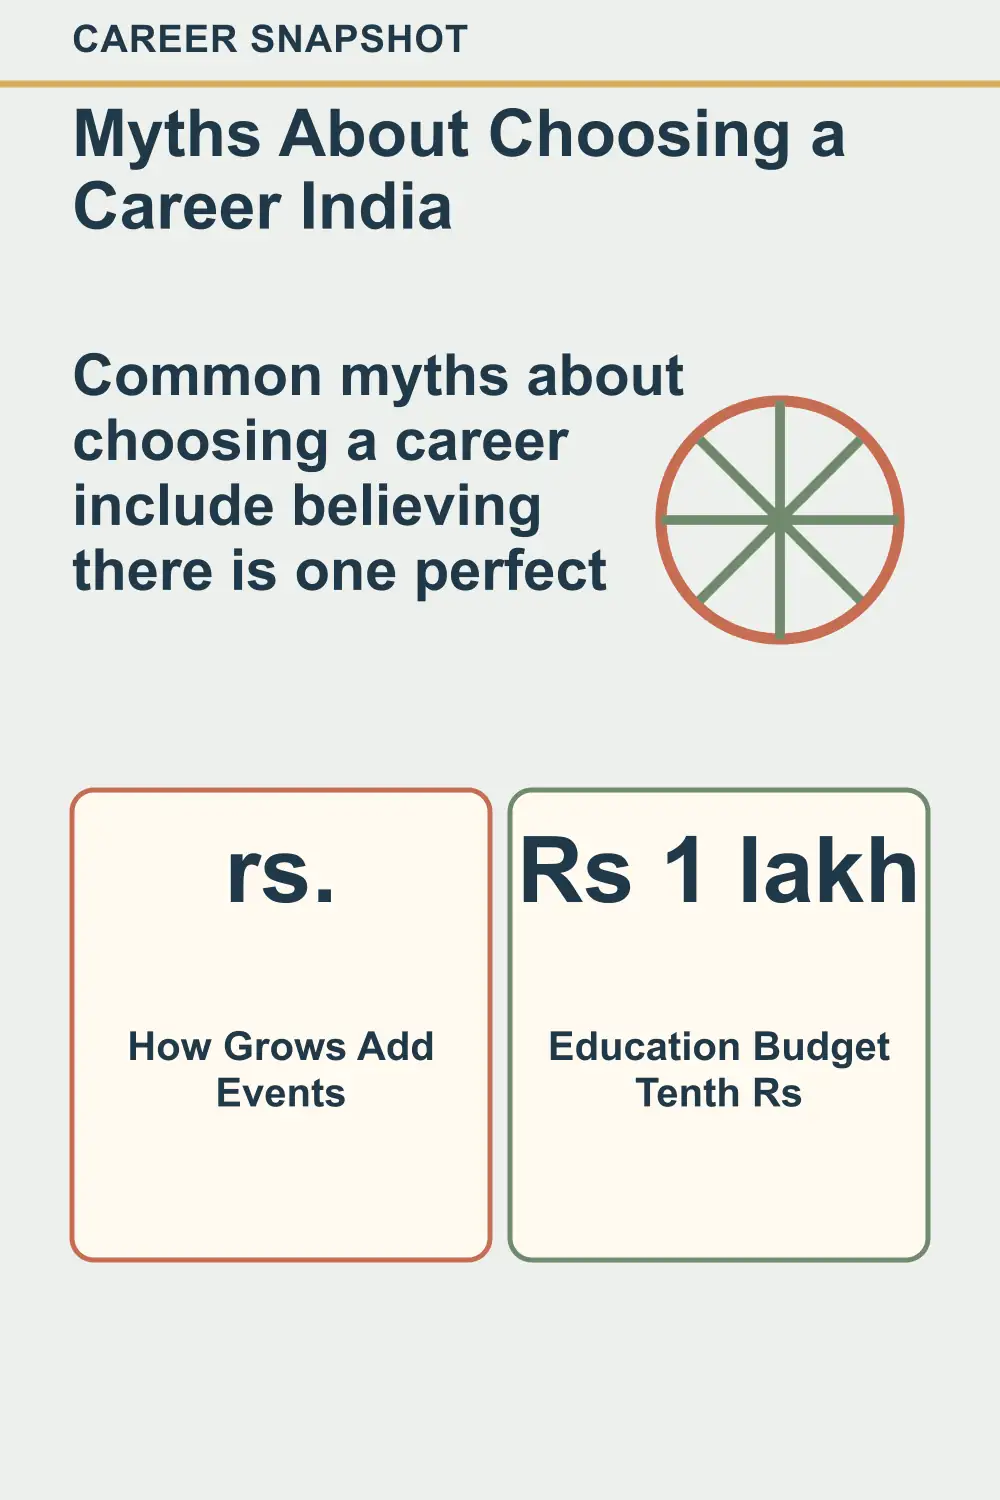 CAREER SNAPSHOT
Myths About Choosing a
Career India
Common myths about
choosing a career
include believing
there is one perfect
rs.
How Grows Add
Events
Rs 1 lakh
Education Budget
Tenth Rs